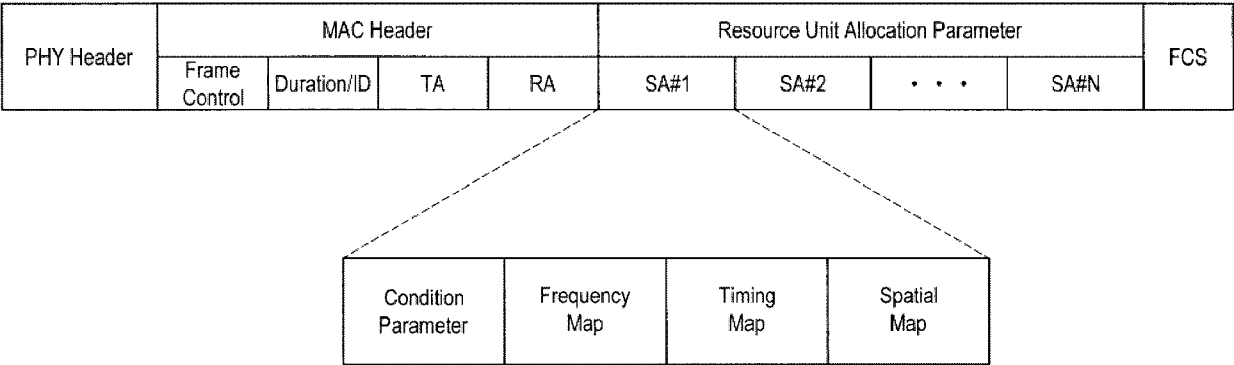 PHY Header
MAC Header
Resource Unit Allocation Parameter
FCS
Frame
Control
Duration/ID
TA
RA
SA#1
SA#2
• • •
SA#N
Condition
Parameter
Frequency
Map
Timing
Map
Spatial
Map